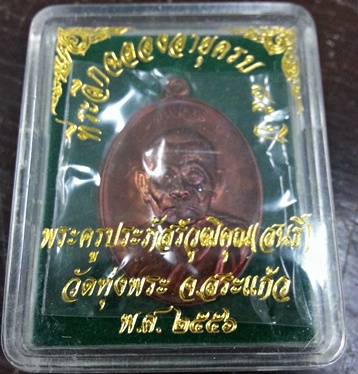 ที่ระลึกฉลองอายุครบ
พระครูประภัสร์วุฒิคุณ(สนธิ์)
วัดทุ่งพระ จ.สระแก้ว
พ.ศ. ๒๕๕๖